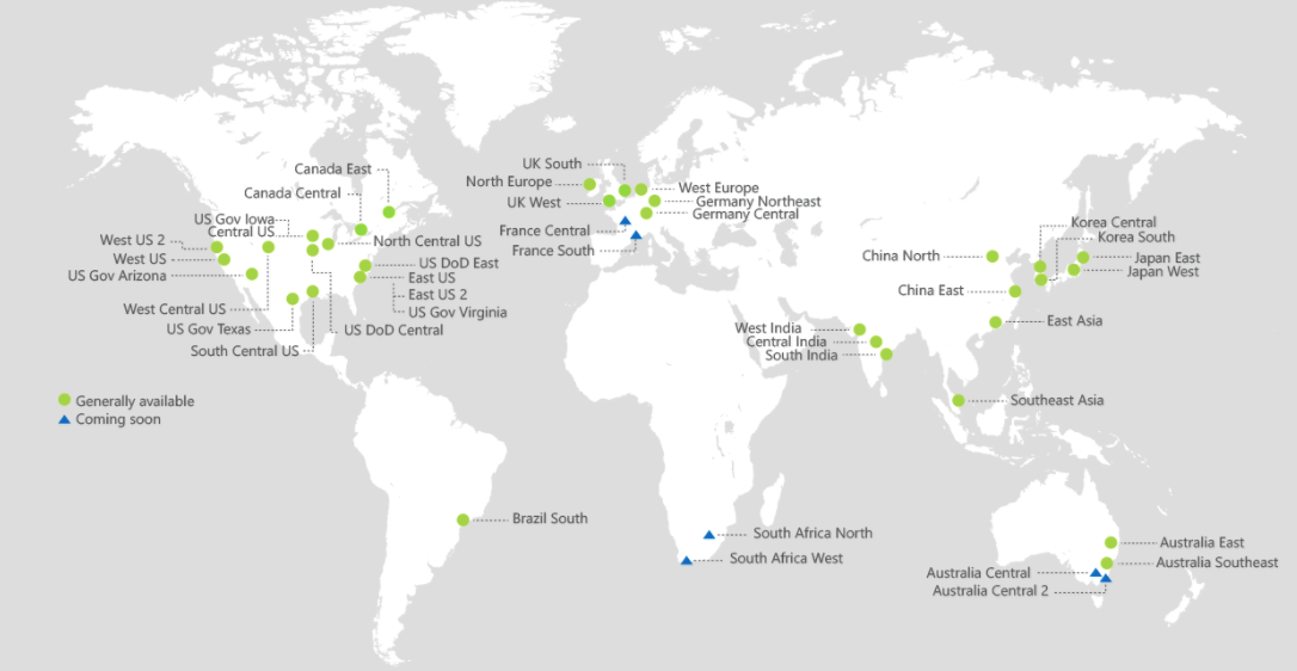 Canada East
Canada Central
US Gov Iowa
Central US
West US 2
West US
US Gov Arizona
West Central US
US Gov Texas
South Central US
North Central US
US DoD East
East US
East US 2
US Gov Virginia
US DoD Central
Generally available
Coming soon
Brazil South
UK South
North Europe
UK West
France Central
France South
West Europe
Germany Northeast
Germany Central
South Africa North
South Africa West
West India
Central India
South India
China North
China East
Korea Central
Korea South
Japan East
Japan West
East Asia
Southeast Asia
Australia East
Australia Southeast
Australia Central
Australia Central 2